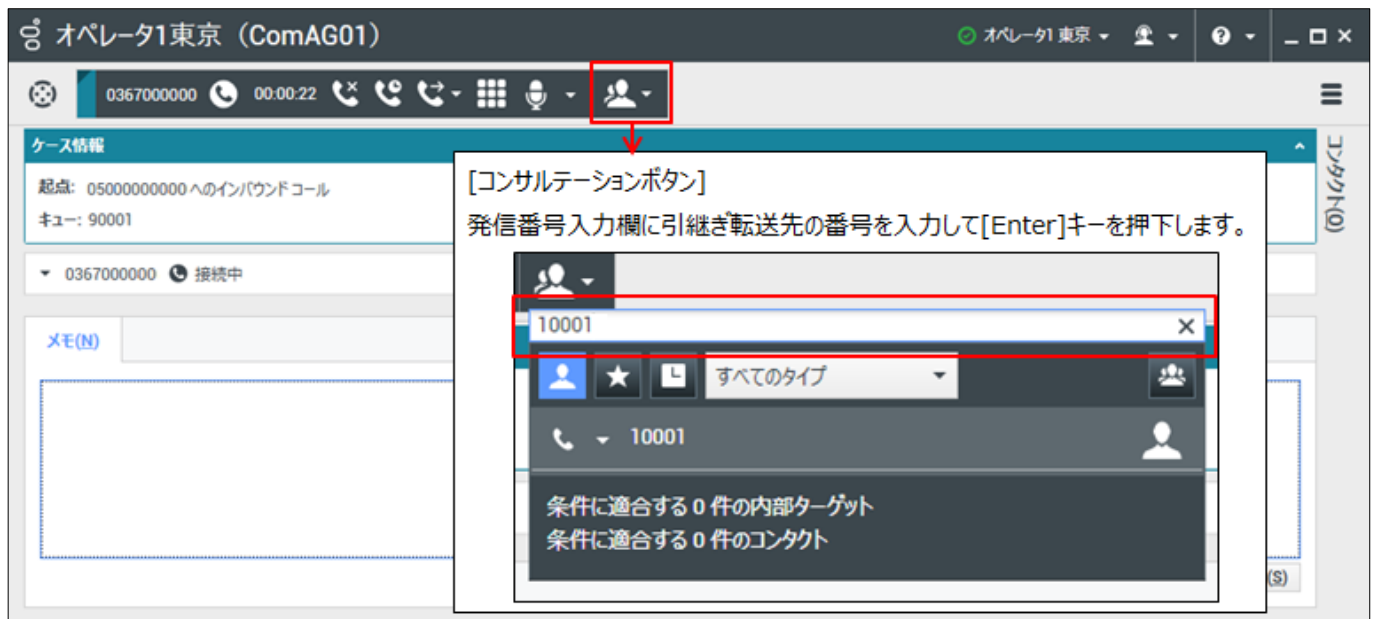 オペレータ1東京（ComAG01）
オペレータ1 東京
0367000000 00:00:22
ケース情報
起点: 05000000000 へのインバウンド コール
キュー: 90001
0367000000 接続中
メモ(N)
コンタクト(O)
[コンサルテーションボタン]
発信番号入力欄に引継ぎ転送先の番号を入力して[Enter]キーを押下します。
10001
すべてのタイプ
10001
条件に適合する 0 件の内部ターゲット
条件に適合する 0 件のコンタクト
(S)